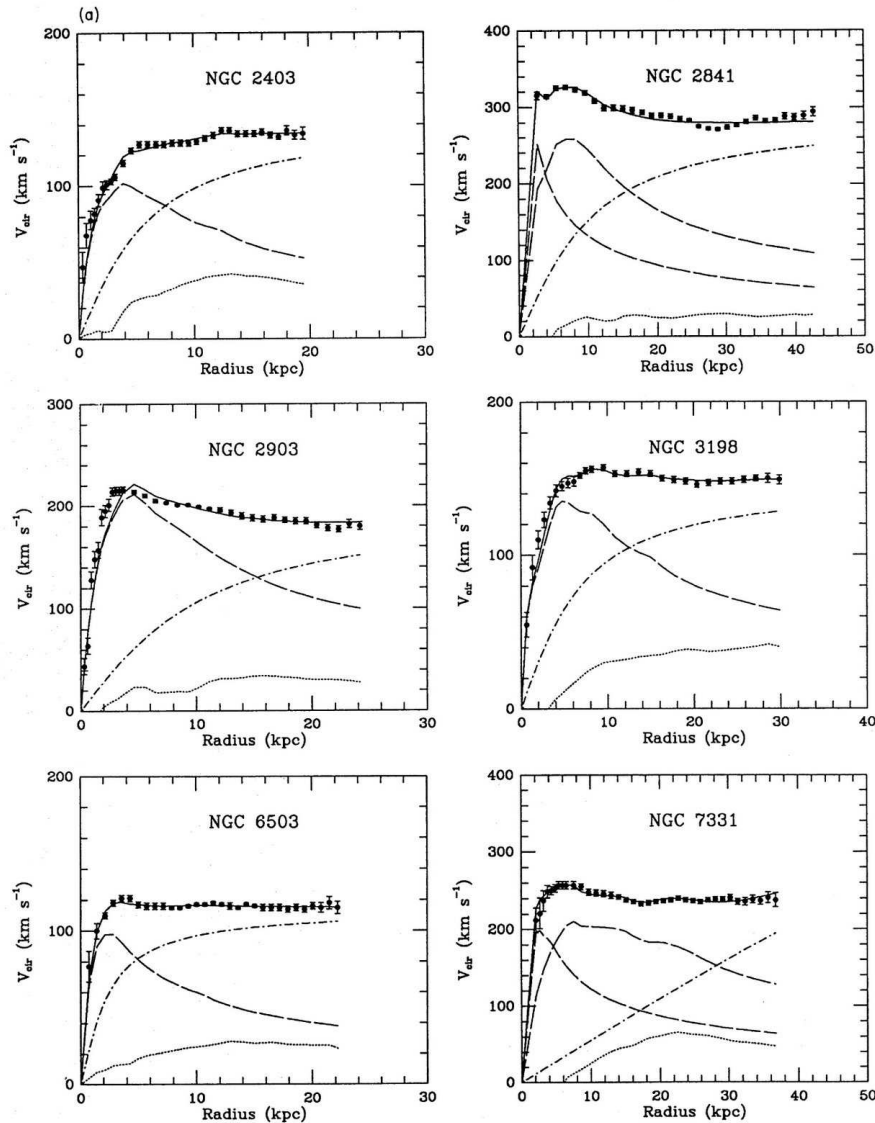 (a)
NGC 2403
200
100
0
V_cir (km s⁻¹)
0 10 20 30
Radius (kpc)
NGC 2841
400
300
200
100
0
V_cir (km s⁻¹)
0 10 20 30 40 50
Radius (kpc)
NGC 2903
300
200
100
0
V_cir (km s⁻¹)
0 10 20 30
Radius (kpc)
NGC 3198
200
100
0
V_cir (km s⁻¹)
0 10 20 30 40
Radius (kpc)
NGC 6503
200
100
0
V_cir (km s⁻¹)
0 10 20 30
Radius (kpc)
NGC 7331
400
300
200
100
0
V_cir (km s⁻¹)
0 10 20 30 40 50
Radius (kpc)